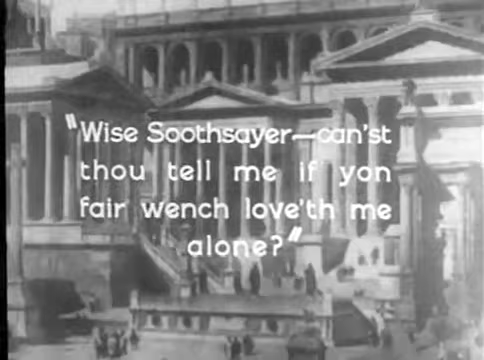 "Wise Soothsayer—can'st
thou tell me if yon
fair wench love'th me
alone?"